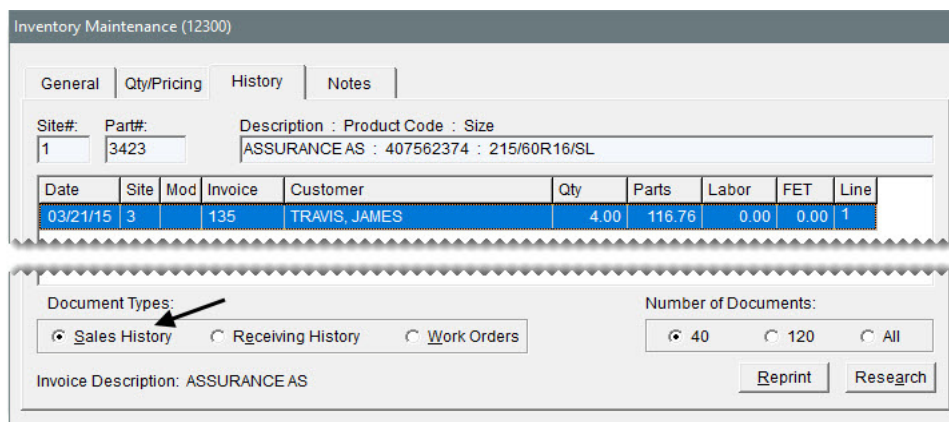 Inventory Maintenance (12300)
General Qty/Pricing History Notes
Site#: Part#: Description : Product Code : Size
1 3423 ASSURANCE AS : 407562374 : 215/60R16/SL
Date Site Mod Invoice Customer Qty Parts Labor FET Line
03/21/15 3 135 TRAVIS, JAMES 4.00 116.76 0.00 0.00 1
Document Types: Number of Documents:
Sales History Receiving History Work Orders 40 120 All
Invoice Description: ASSURANCE AS Reprint Research